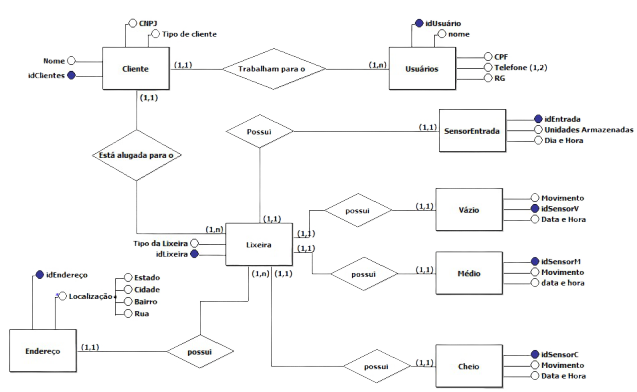 CNPJ
Tipo de cliente
Nome
idClientes
Cliente
(1,1)
(1,1)
Trabalham para o
(1,n)
idUsuário
nome
Usuários
CPF
Telefone (1,2)
RG
Está alugada para o
Possui
(1,1)
SensorEntrada
idEntrada
Unidades Armazenadas
Dia e Hora
(1,n)
(1,1)
Tipo da Lixeira
idLixeira
Lixeira
(1,1)
(1,1)
(1,n)
(1,1)
possui
(1,1)
Vázio
Movimento
idSensorV
Data e Hora
possui
(1,1)
Médio
idSensorM
Movimento
data e hora
idEndereço
Localização
Estado
Cidade
Bairro
Rua
Endereço
(1,1)
possui
possui
(1,1)
Cheio
idSensorC
Movimento
Data e Hora